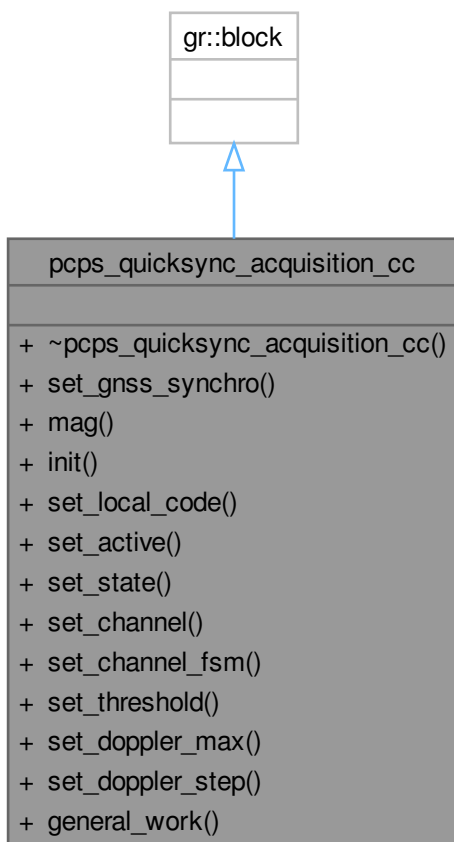 gr::block
pcps_quicksync_acquisition_cc
+ ~pcps_quicksync_acquisition_cc()
+ set_gnss_synchro()
+ mag()
+ init()
+ set_local_code()
+ set_active()
+ set_state()
+ set_channel()
+ set_channel_fsm()
+ set_threshold()
+ set_doppler_max()
+ set_doppler_step()
+ general_work()